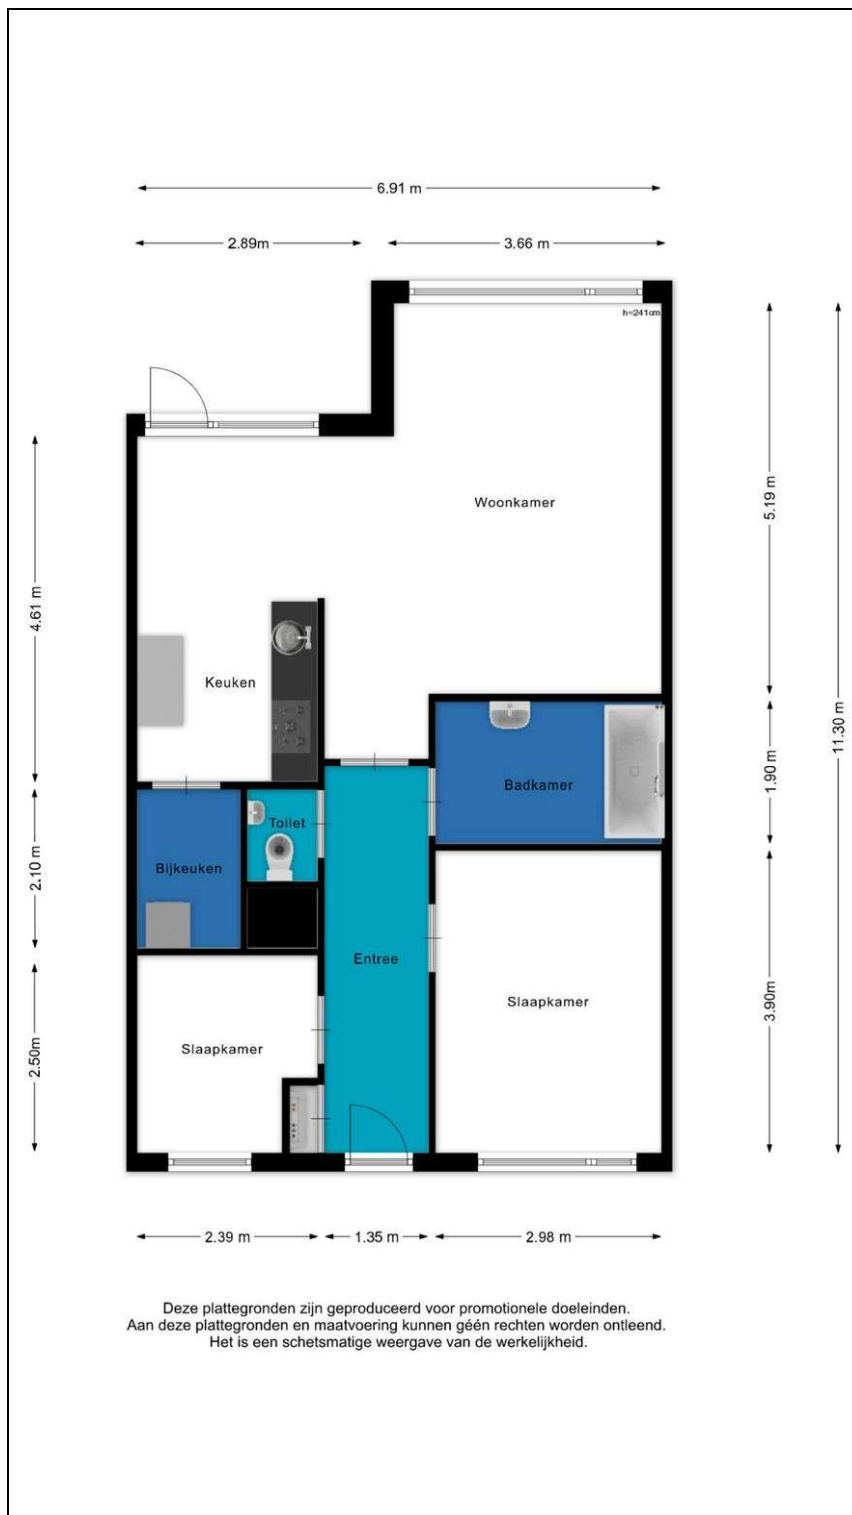 6.91 m
2.89m
3.66 m
h=241cm
Woonkamer
5.19 m
11.30 m
4.61 m
Keuken
Badkamer
1.90 m
Toilet
Bijkeuken
2.10 m
Entree
Slaapkamer
3.90m
Slaapkamer
2.50m
2.39 m
1.35 m
2.98 m
Deze plattegronden zijn geproduceerd voor promotionele doeleinden.
Aan deze plattegronden en maatvoering kunnen géén rechten worden ontleend.
Het is een schetsmatige weergave van de werkelijkheid.